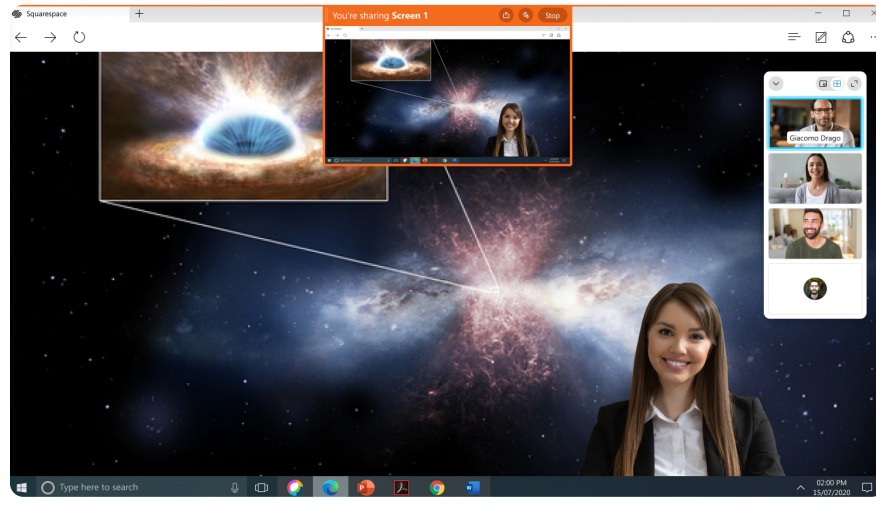 Squarespace
You're sharing Screen 1
Stop
Giacomo Drago
Type here to search
02:00 PM
15/07/2020